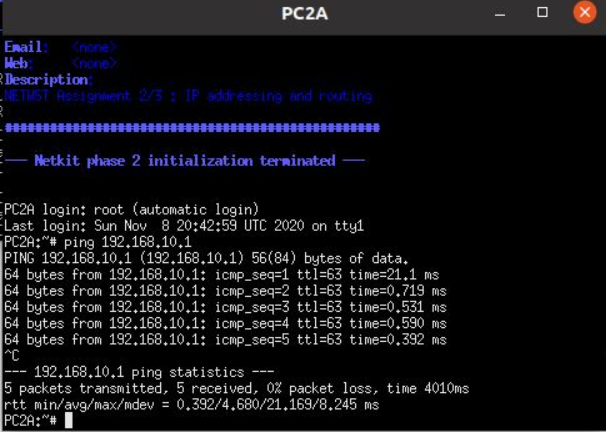 PC2A
Email: <none>
Web: <none>
Description:
NETWST Assignment 2/3 : IP addressing and routing
##################################################
--- Netkit phase 2 initialization terminated ---
PC2A login: root (automatic login)
Last login: Sun Nov  8 20:42:59 UTC 2020 on tty1
PC2A:~# ping 192.168.10.1
PING 192.168.10.1 (192.168.10.1) 56(84) bytes of data.
64 bytes from 192.168.10.1: icmp_seq=1 ttl=63 time=21.1 ms
64 bytes from 192.168.10.1: icmp_seq=2 ttl=63 time=0.719 ms
64 bytes from 192.168.10.1: icmp_seq=3 ttl=63 time=0.531 ms
64 bytes from 192.168.10.1: icmp_seq=4 ttl=63 time=0.590 ms
64 bytes from 192.168.10.1: icmp_seq=5 ttl=63 time=0.392 ms
^C
--- 192.168.10.1 ping statistics ---
5 packets transmitted, 5 received, 0% packet loss, time 4010ms
rtt min/avg/max/mdev = 0.392/4.680/21.169/8.245 ms
PC2A:~#